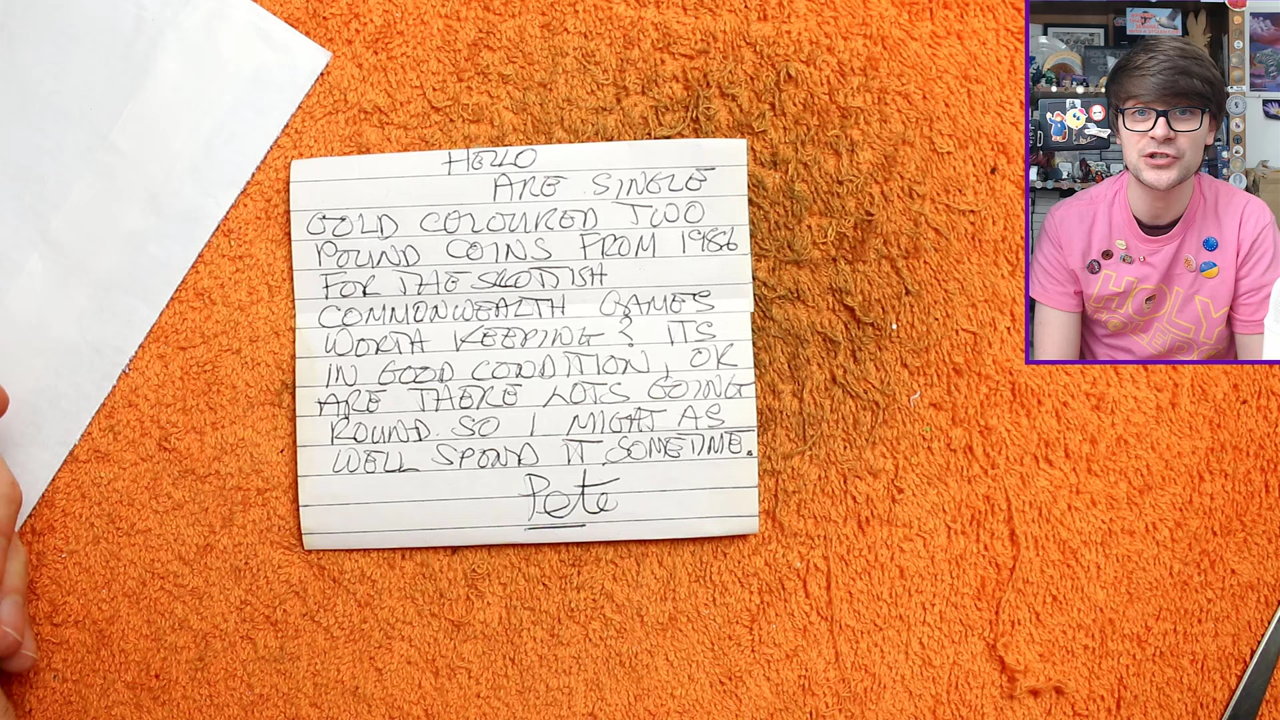 HELLO
ARE SINGLE
GOLD COLOURED TWO
POUND COINS FROM 1986
FOR THE SCOTTISH
COMMONWEALTH GAMES
WORTH KEEPING? ITS
IN GOOD CONDITION, OR
ARE THERE LOTS GOING
ROUND. SO I MIGHT AS
WELL SPEND IT SOMETIME.
Pete
HOLY